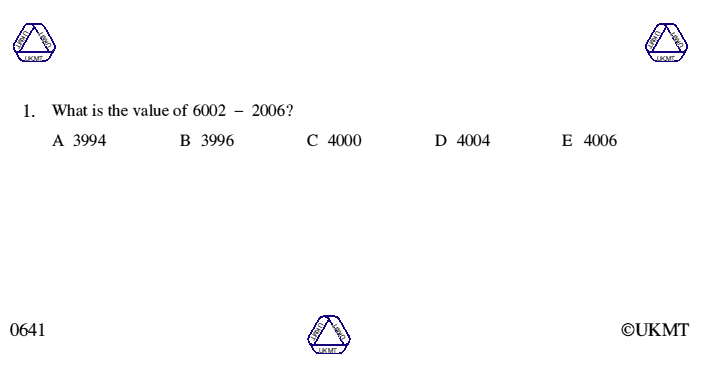 UKMT UKMT UKMT
UKMT UKMT UKMT
1. What is the value of 6002 − 2006?
A 3994 B 3996 C 4000 D 4004 E 4006
0641
UKMT UKMT UKMT
©UKMT